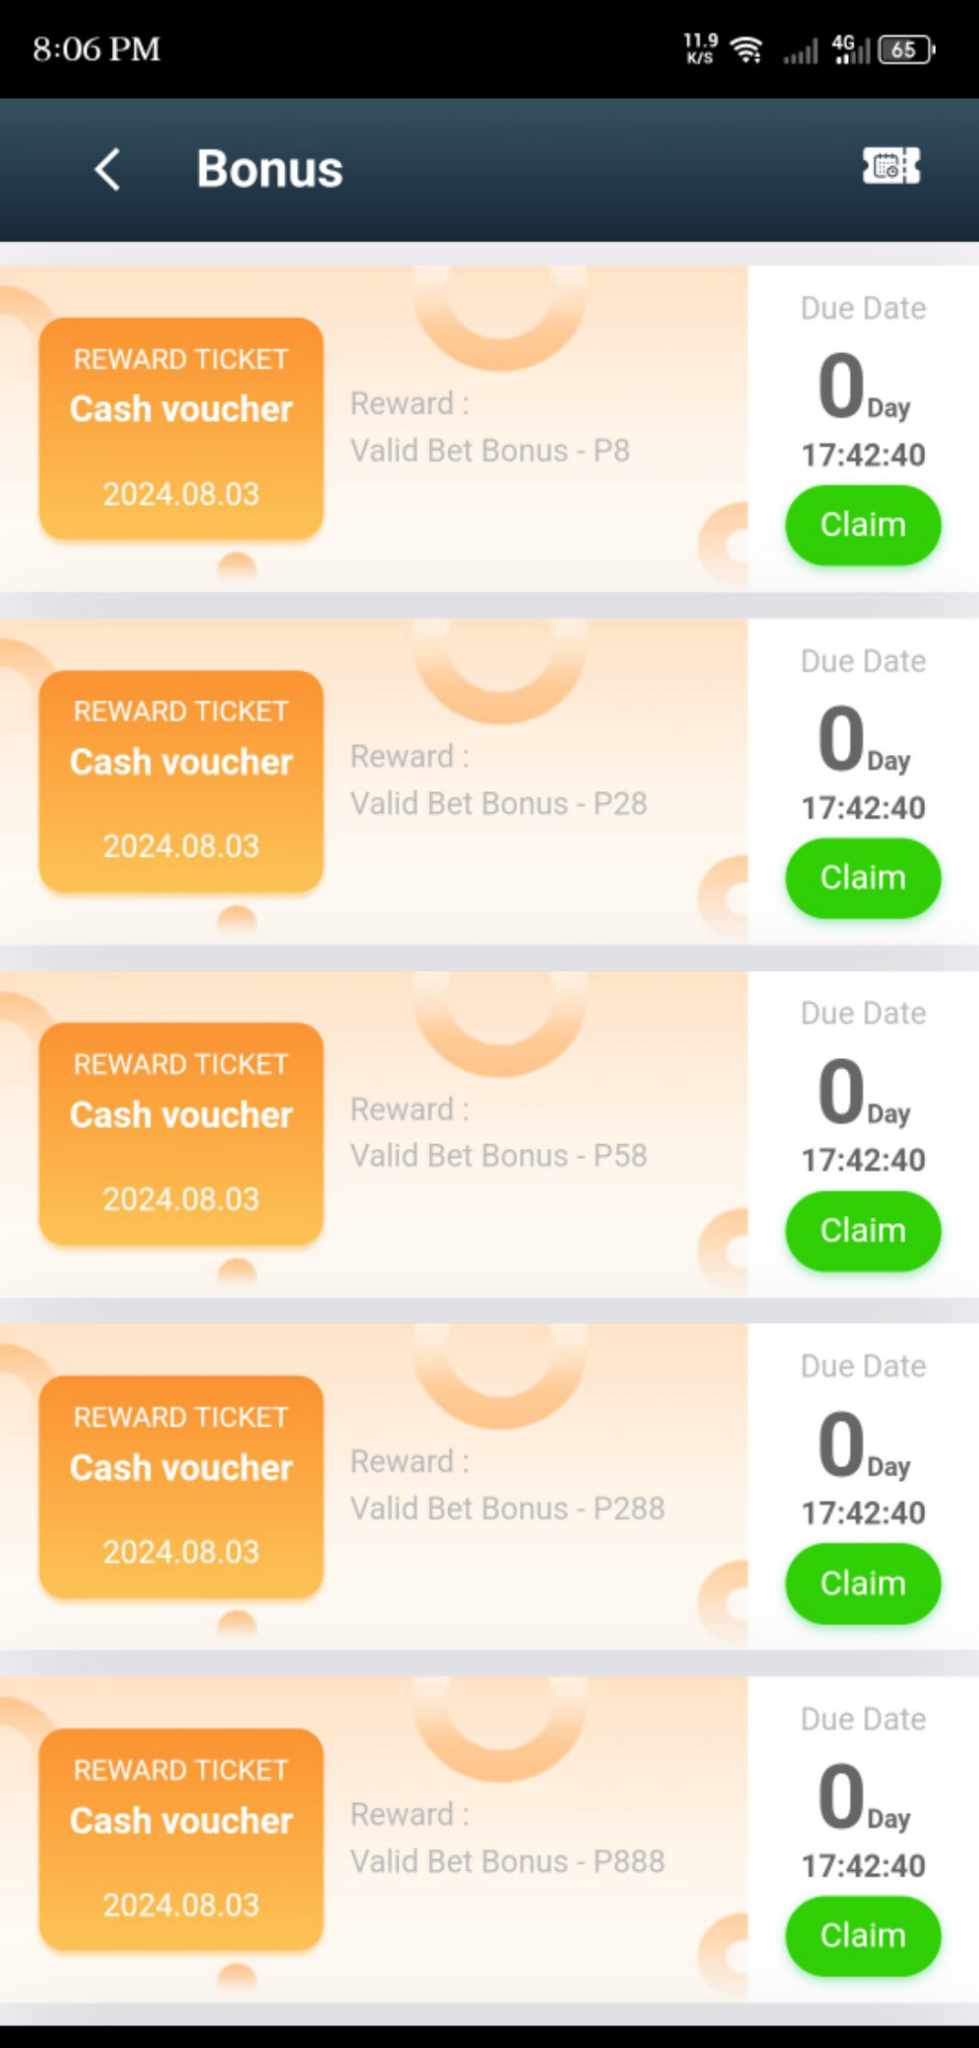 8:06 PM
11.9
K/S
4G
65
Bonus
REWARD TICKET
Cash voucher
2024.08.03
Reward :
Valid Bet Bonus - P8
Due Date
0 Day
17:42:40
Claim
REWARD TICKET
Cash voucher
2024.08.03
Reward :
Valid Bet Bonus - P28
Due Date
0 Day
17:42:40
Claim
REWARD TICKET
Cash voucher
2024.08.03
Reward :
Valid Bet Bonus - P58
Due Date
0 Day
17:42:40
Claim
REWARD TICKET
Cash voucher
2024.08.03
Reward :
Valid Bet Bonus - P288
Due Date
0 Day
17:42:40
Claim
REWARD TICKET
Cash voucher
2024.08.03
Reward :
Valid Bet Bonus - P888
Due Date
0 Day
17:42:40
Claim